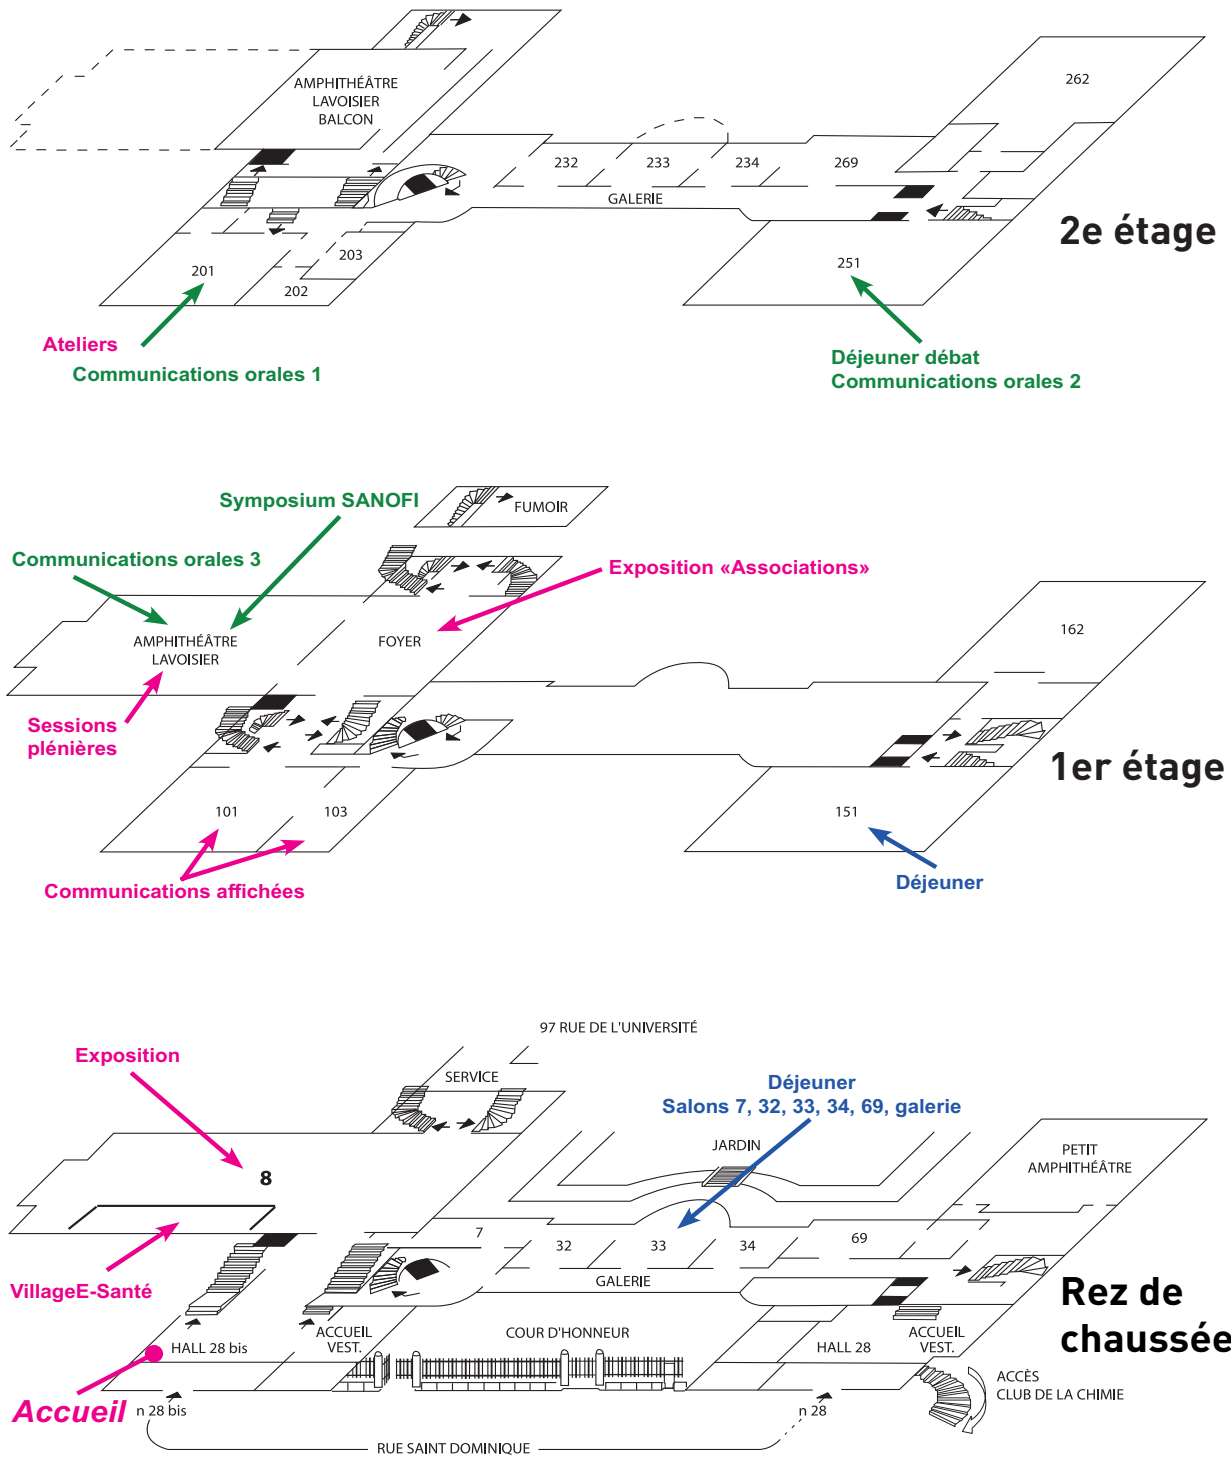 AMPHITHÉÂTRE
LAVOISIER
BALCON
262
232
233
234
269
GALERIE
2e étage
201
202
203
251
Ateliers
Communications orales 1
Déjeuner débat
Communications orales 2
Symposium SANOFI
FUMOIR
Communications orales 3
Exposition «Associations»
AMPHITHÉÂTRE
LAVOISIER
FOYER
162
Sessions
plénières
1er étage
101
103
151
Communications affichées
Déjeuner
97 RUE DE L'UNIVERSITÉ
Exposition
SERVICE
Déjeuner
Salons 7, 32, 33, 34, 69, galerie
JARDIN
PETIT
AMPHITHÉÂTRE
8
7
32
33
34
69
GALERIE
VillageE-Santé
Rez de
chaussée
HALL 28 bis
ACCUEIL
VEST.
COUR D'HONNEUR
HALL 28
ACCUEIL
VEST.
Accueil
n 28 bis
n 28
ACCÈS
CLUB DE LA CHIMIE
RUE SAINT DOMINIQUE